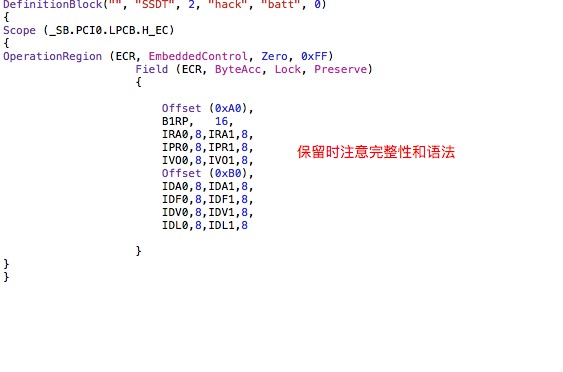 DefinitionBlock("", "SSDT", 2, "hack", "batt", 0)
{
Scope (_SB.PCI0.LPCB.H_EC)
{
OperationRegion (ECR, EmbeddedControl, Zero, 0xFF)
Field (ECR, ByteAcc, Lock, Preserve)
{
Offset (0xA0),
B1RP, 16,
IRA0,8,IRA1,8,
IPR0,8,IPR1,8,
保留时注意完整性和语法
IVO0,8,IVO1,8,
Offset (0xB0),
IDA0,8,IDA1,8,
IDF0,8,IDF1,8,
IDV0,8,IDV1,8,
IDL0,8,IDL1,8
}
}
}